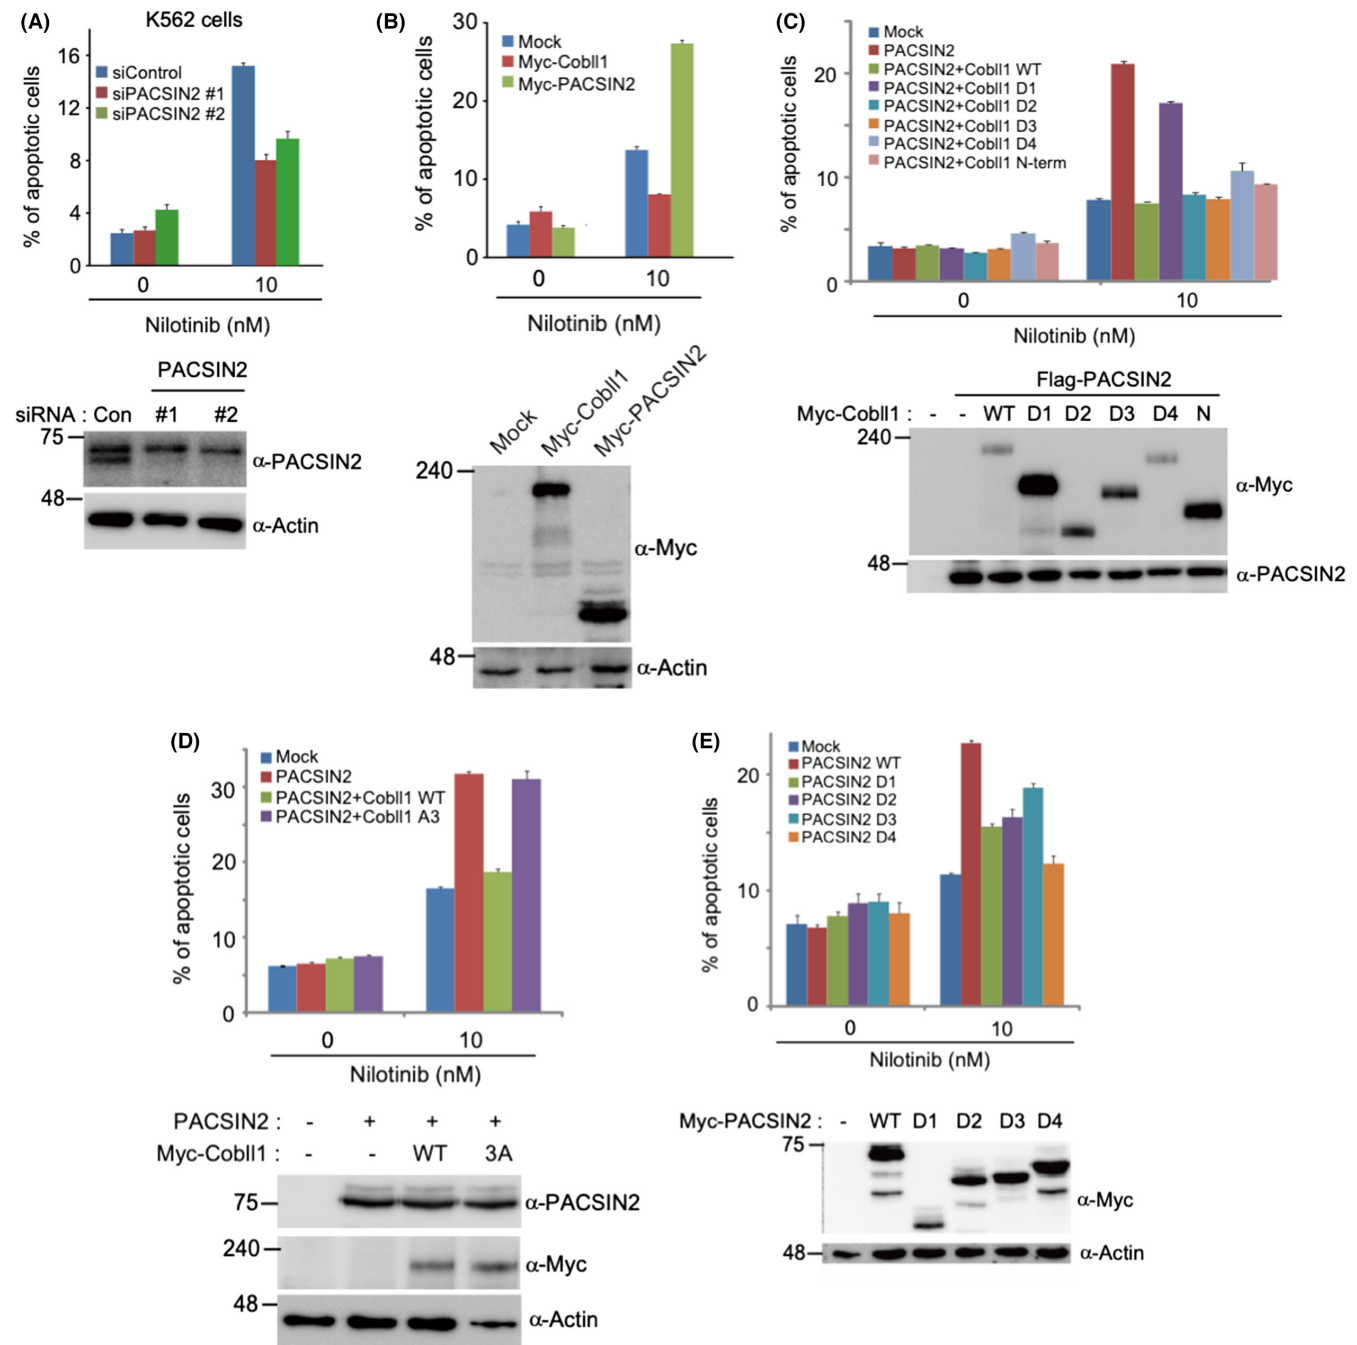 (A)
K562 cells
% of apoptotic cells
16
12
8
4
0
siControl
siPACSIN2 #1
siPACSIN2 #2
0 10
Nilotinib (nM)
PACSIN2
siRNA : Con #1 #2
75
α-PACSIN2
48
α-Actin
(B)
% of apoptotic cells
30
20
10
0
Mock
Myc-Cobll1
Myc-PACSIN2
0 10
Nilotinib (nM)
Mock
Myc-Cobll1
Myc-PACSIN2
240
α-Myc
48
α-Actin
(C)
% of apoptotic cells
20
10
0
Mock
PACSIN2
PACSIN2+Cobll1 WT
PACSIN2+Cobll1 D1
PACSIN2+Cobll1 D2
PACSIN2+Cobll1 D3
PACSIN2+Cobll1 D4
PACSIN2+Cobll1 N-term
0 10
Nilotinib (nM)
Flag-PACSIN2
Myc-Cobll1 : - - WT D1 D2 D3 D4 N
240
α-Myc
48
α-PACSIN2
(D)
% of apoptotic cells
30
20
10
0
Mock
PACSIN2
PACSIN2+Cobll1 WT
PACSIN2+Cobll1 A3
0 10
Nilotinib (nM)
PACSIN2 : - + + +
Myc-Cobll1 : - - WT 3A
75
α-PACSIN2
240
α-Myc
48
α-Actin
(E)
% of apoptotic cells
20
10
0
Mock
PACSIN2 WT
PACSIN2 D1
PACSIN2 D2
PACSIN2 D3
PACSIN2 D4
0 10
Nilotinib (nM)
Myc-PACSIN2 : - WT D1 D2 D3 D4
75
α-Myc
48
α-Actin